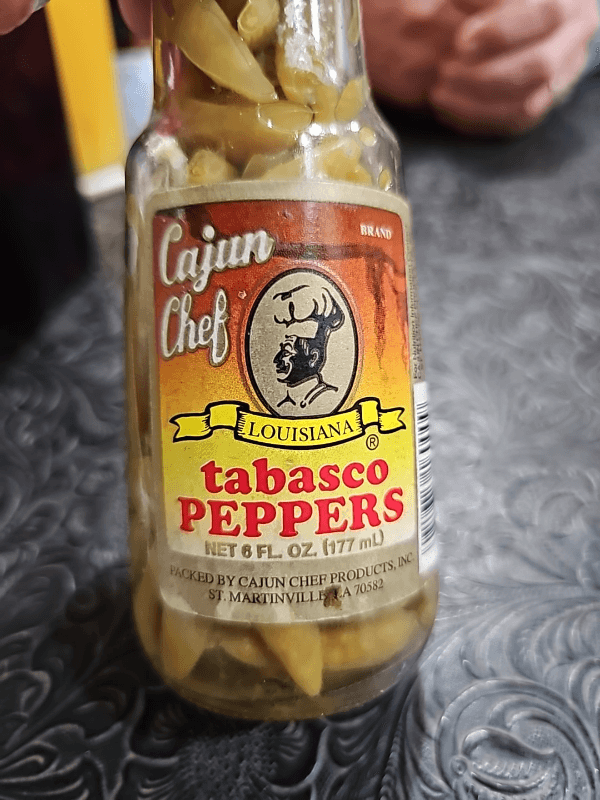 Cajun
Chef
BRAND
LOUISIANA
®
tabasco
PEPPERS
NET 6 FL. OZ. (177 mL)
PACKED BY CAJUN CHEF PRODUCTS, INC.
ST. MARTINVILLE, LA 70582